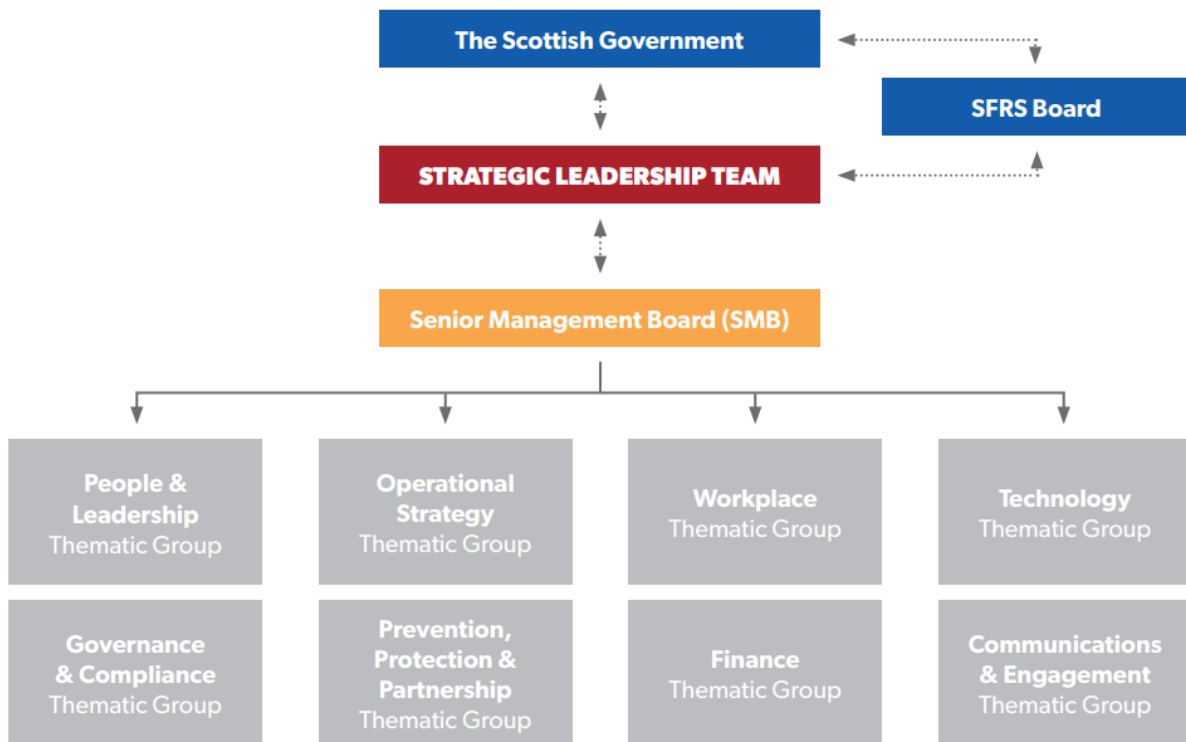 The Scottish Government
SFRS Board
STRATEGIC LEADERSHIP TEAM
Senior Management Board (SMB)
People &
Leadership
Thematic Group
Operational
Strategy
Thematic Group
Workplace
Thematic Group
Technology
Thematic Group
Governance
& Compliance
Thematic Group
Prevention,
Protection &
Partnership
Thematic Group
Finance
Thematic Group
Communications
& Engagement
Thematic Group